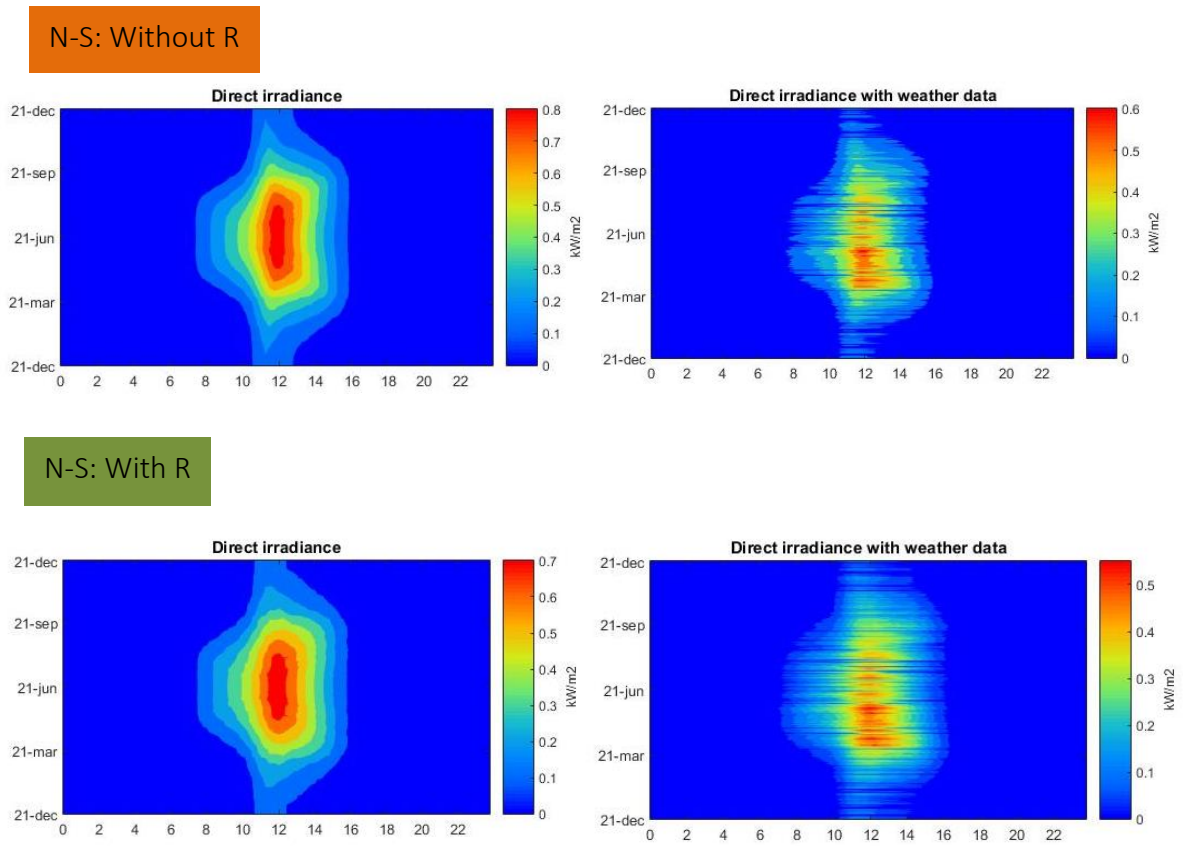 N-S: Without R
Direct irradiance
21-dec
21-sep
21-jun
21-mar
21-dec
0 2 4 6 8 10 12 14 16 18 20 22
0.8
0.7
0.6
0.5
0.4
0.3
0.2
0.1
0
kW/m2
Direct irradiance with weather data
21-dec
21-sep
21-jun
21-mar
21-dec
0 2 4 6 8 10 12 14 16 18 20 22
0.6
0.5
0.4
0.3
0.2
0.1
0
kW/m2
N-S: With R
Direct irradiance
21-dec
21-sep
21-jun
21-mar
21-dec
0 2 4 6 8 10 12 14 16 18 20 22
0.7
0.6
0.5
0.4
0.3
0.2
0.1
0
kW/m2
Direct irradiance with weather data
21-dec
21-sep
21-jun
21-mar
21-dec
0 2 4 6 8 10 12 14 16 18 20 22
0.5
0.4
0.3
0.2
0.1
0
kW/m2